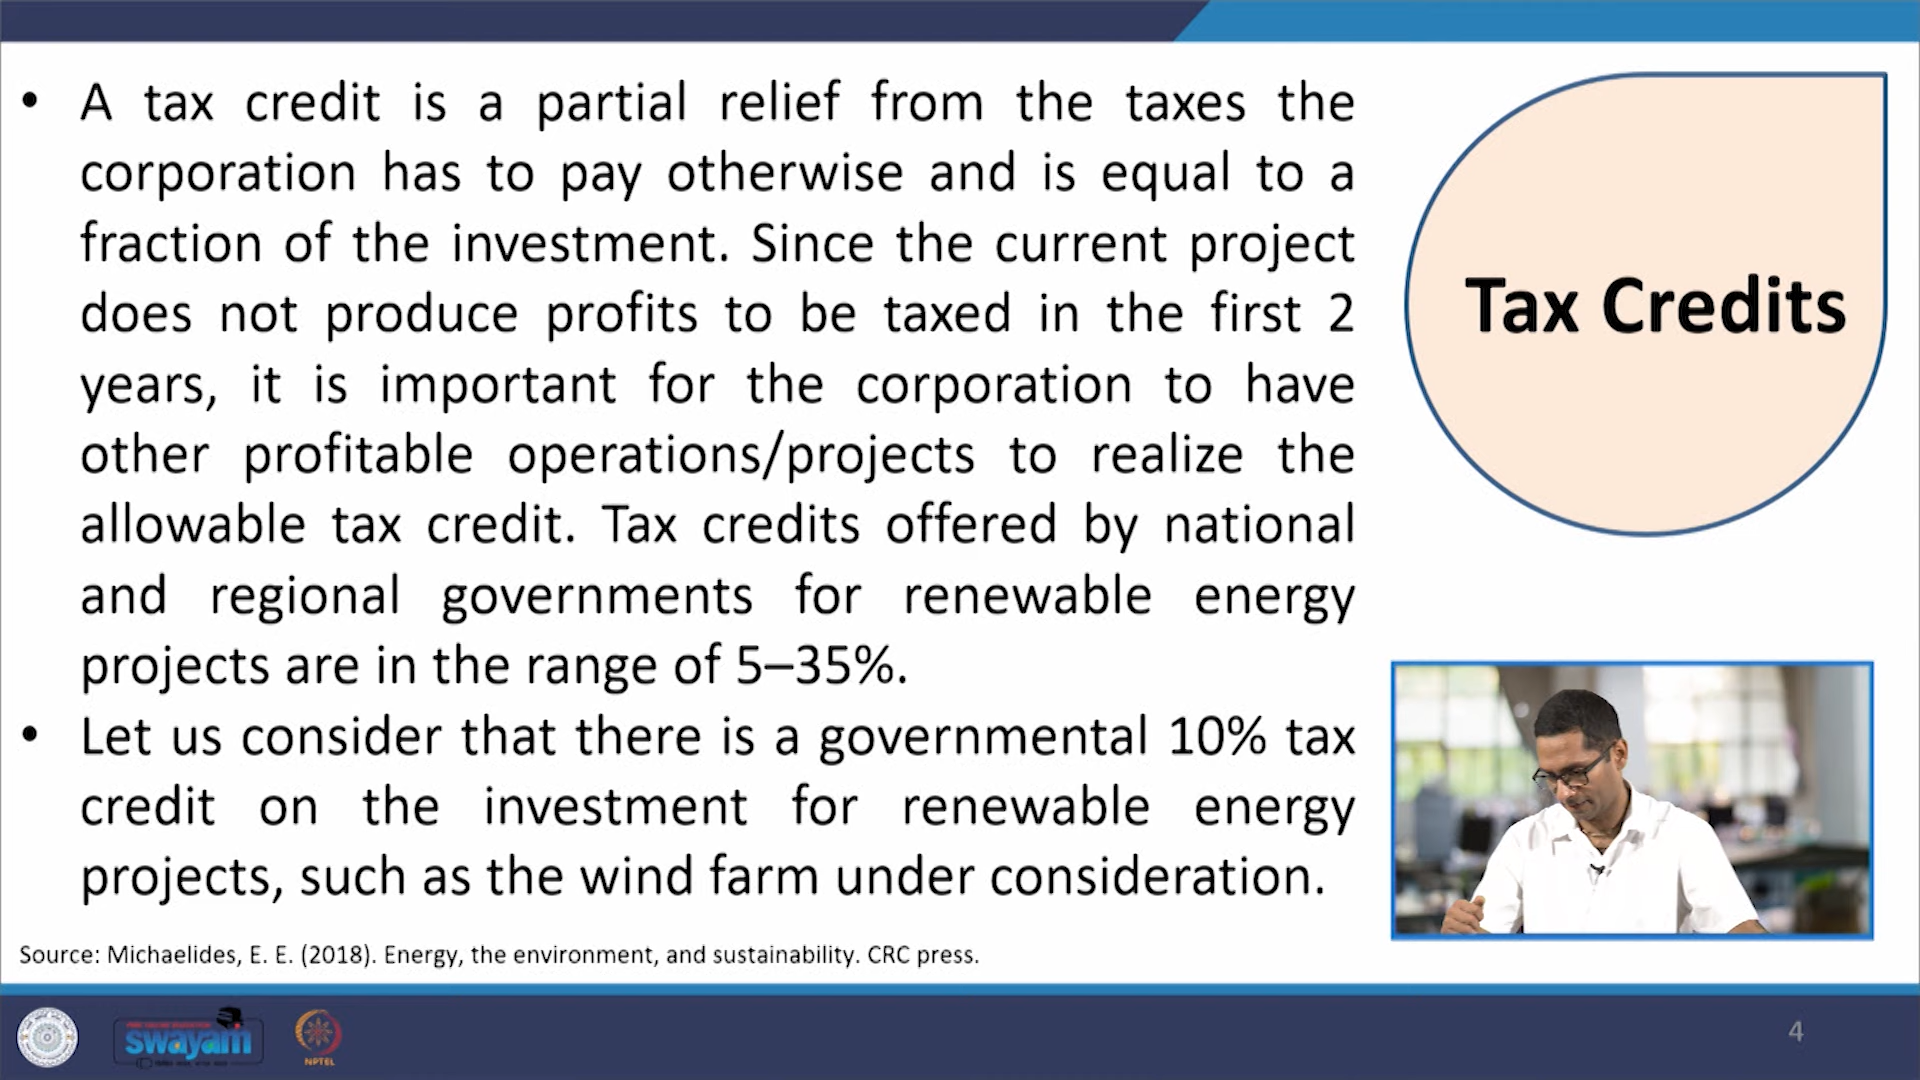 • A tax credit is a partial relief from the taxes the
corporation has to pay otherwise and is equal to a
fraction of the investment. Since the current project
does not produce profits to be taxed in the first 2
years, it is important for the corporation to have
other profitable operations/projects to realize the
allowable tax credit. Tax credits offered by national
and regional governments for renewable energy
projects are in the range of 5–35%.
• Let us consider that there is a governmental 10% tax
credit on the investment for renewable energy
projects, such as the wind farm under consideration.
Tax Credits
Source: Michaelides, E. E. (2018). Energy, the environment, and sustainability. CRC press.
swayam
NPTEL
4